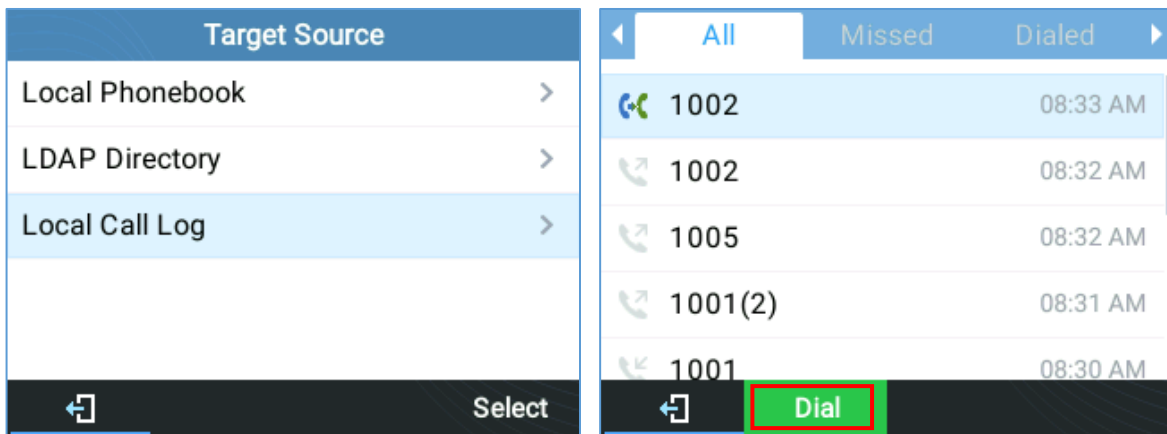 Target Source
Local Phonebook
LDAP Directory
Local Call Log
Select
All Missed Dialed
1002 08:33 AM
1002 08:32 AM
1005 08:32 AM
1001(2) 08:31 AM
1001 08:30 AM
Dial